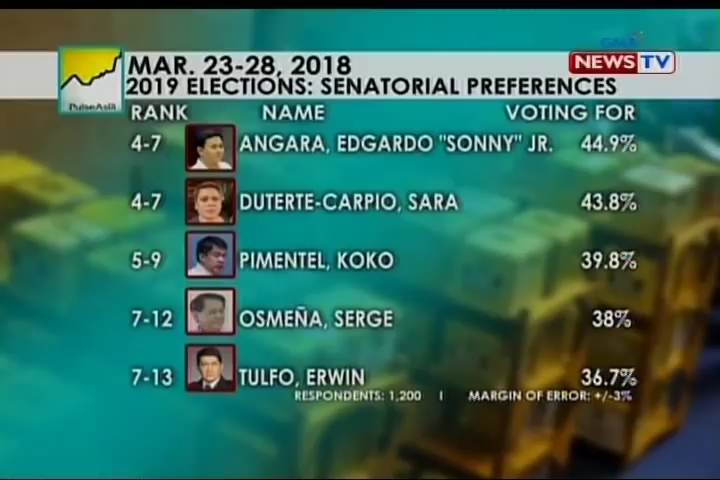 MAR. 23-28, 2018
NEWSTV
2019 ELECTIONS: SENATORIAL PREFERENCES
PulseAsia
RANK NAME VOTING FOR
4-7 ANGARA, EDGARDO "SONNY" JR. 44.9%
4-7 DUTERTE-CARPIO, SARA 43.8%
5-9 PIMENTEL, KOKO 39.8%
7-12 OSMEÑA, SERGE 38%
7-13 TULFO, ERWIN 36.7%
RESPONDENTS: 1,200 | MARGIN OF ERROR: +/-3%